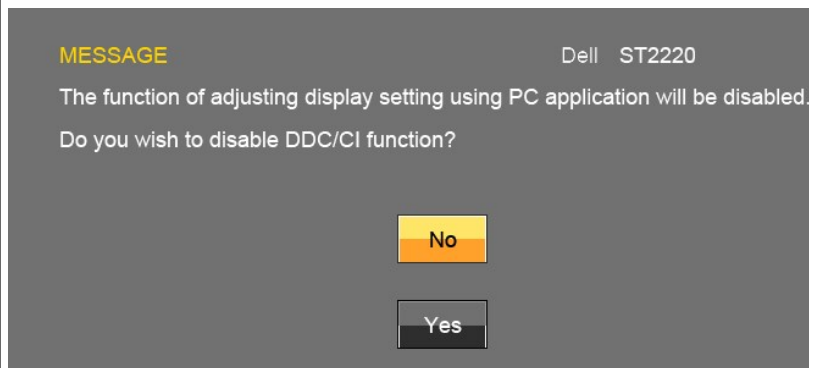 MESSAGE Dell ST2220
The function of adjusting display setting using PC application will be disabled.
Do you wish to disable DDC/CI function?
No
Yes